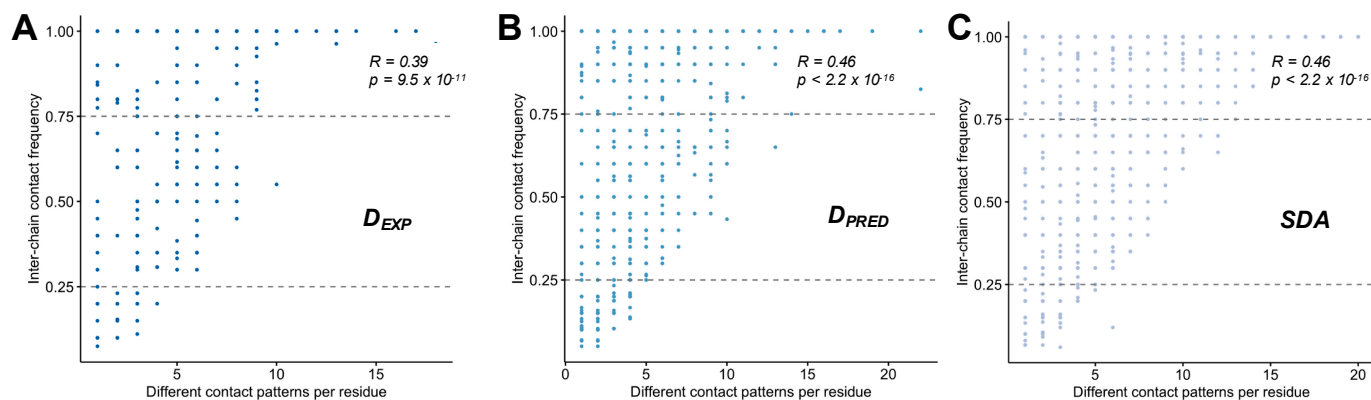 A
Inter-chain contact frequency
1.00
0.75
0.50
0.25
R = 0.39
p = 9.5 x 10-11
DEXP
5
10
15
Different contact patterns per residue
B
Inter-chain contact frequency
1.00
0.75
0.50
0.25
R = 0.46
p < 2.2 x 10-16
DPRED
0
5
10
15
20
Different contact patterns per residue
C
Inter-chain contact frequency
1.00
0.75
0.50
0.25
R = 0.46
p < 2.2 x 10-16
SDA
5
10
15
20
Different contact patterns per residue